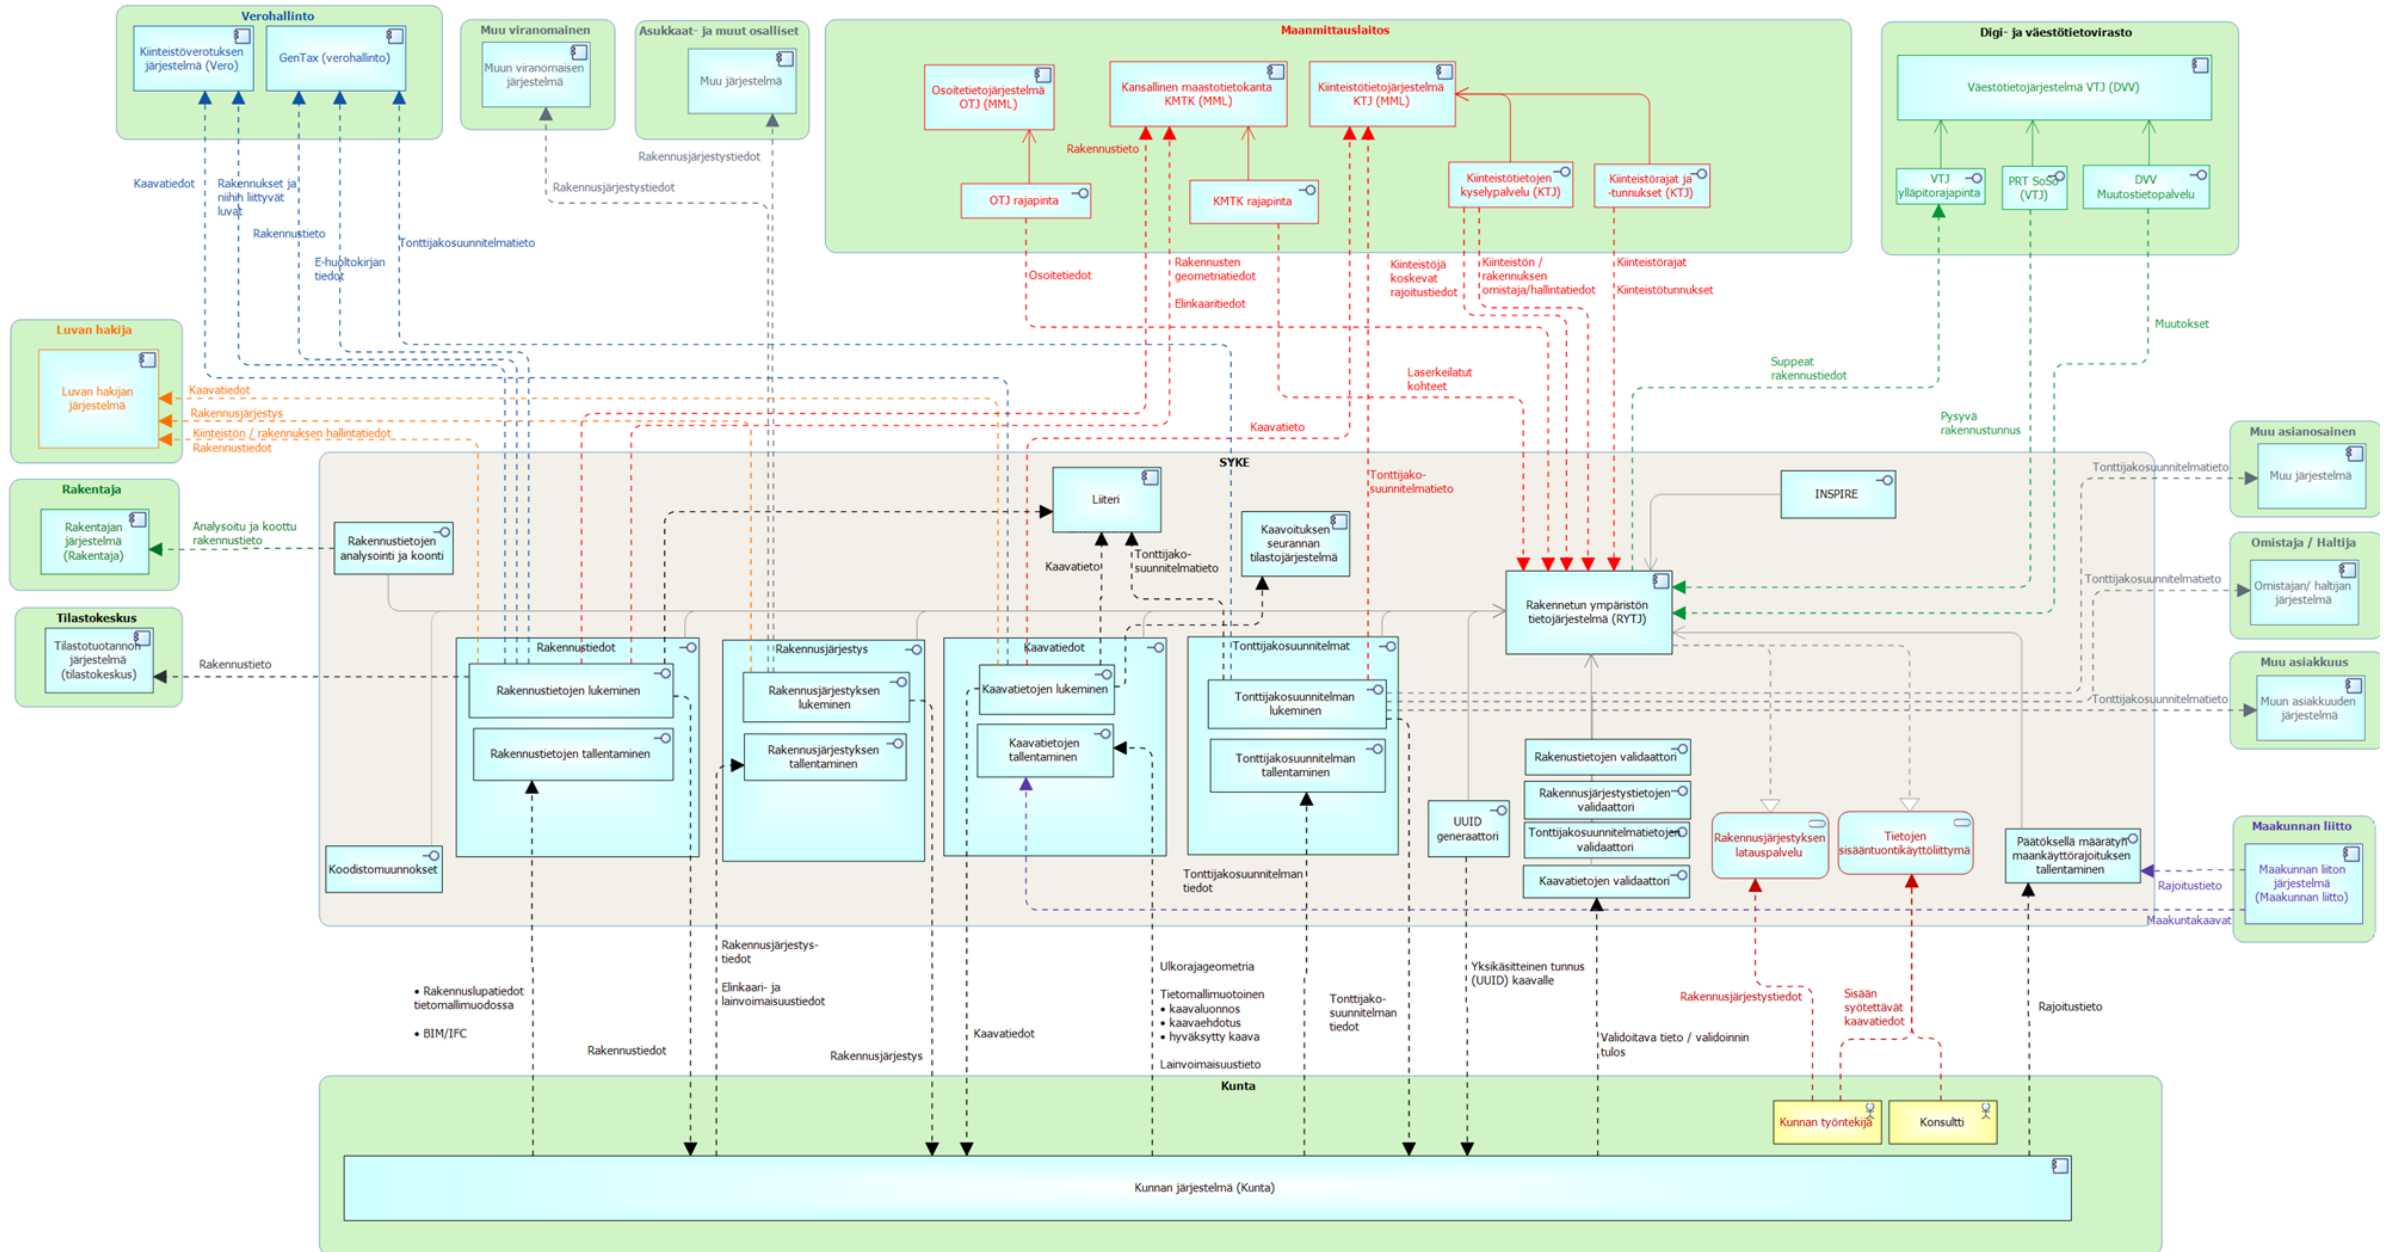 Verohallinto
Kiinteistöverotuksen
järjestelmä (Vero)
GenTax (verohallinto)
Muu viranomainen
Muun viranomaisen
järjestelmä
Asukkaat- ja muut osalliset
Muu järjestelmä
Maanmittauslaitos
Osoitetietojärjestelmä
OTJ (MML)
Kansallinen maastotietokanta
KMTK (MML)
Kiinteistötietojärjestelmä
KTJ (MML)
OTJ rajapinta
KMTK rajapinta
Kiinteistötietojen
kyselypalvelu (KTJ)
Kiinteistörajat ja
-tunnukset (KTJ)
Digi- ja väestötietovirasto
Väestötietojärjestelmä VTJ (DVV)
VTJ
ylläpitorajapinta
PRT SoSo
(VTJ)
DVV
Muutostietopalvelu
Rakennusjärjestystiedot
Rakennusjärjestystiedot
Rakennustieto
Kaavatiedot
Rakennukset ja
niihin liittyvät
luvat
Rakennustieto
E-huoltokirjan
tiedot
Tonttijakosuunnitelmatieto
Osoitetiedot
Rakennusten
geometriatiedot
Elinkaaritiedot
Kiinteistöjä
koskevat
rajoitustiedot
Kiinteistön /
rakennuksen
omistaja/hallintatiedot
Kiinteistörajat
Kiinteistötunnukset
Muutokset
Suppeat
rakennustiedot
Laserkeilatut
kohteet
Pysyvä
rakennustunnus
Luvan hakija
Luvan hakijan
järjestelmä
Kaavatiedot
Rakennusjärjestys
Kiinteistön / rakennuksen hallintatiedot
Rakennustiedot
Kaavatieto
Tonttijako-
suunnitelmatieto
Rakentaja
Rakentajan
järjestelmä
(Rakentaja)
Analysoitu ja koottu
rakennustieto
Tilastokeskus
Tilastotuotannon
järjestelmä
(tilastokeskus)
Rakennustieto
SYKE
Rakennustietojen
analysointi ja koonti
Liiteri
Kaavoituksen
seurannan
tilastojärjestelmä
INSPIRE
Kaavatieto
Tonttijako-
suunnitelmatieto
Rakennetun ympäristön
tietojärjestelmä (RYTJ)
Rakennustiedot
Rakennustietojen lukeminen
Rakennustietojen tallentaminen
Rakennusjärjestys
Rakennusjärjestyksen
lukeminen
Rakennusjärjestyksen
tallentaminen
Kaavatiedot
Kaavatietojen lukeminen
Kaavatietojen
tallentaminen
Tonttijakosuunnitelmat
Tonttijakosuunnitelman
lukeminen
Tonttijakosuunnitelman
tallentaminen
Koodistomuunnokset
UUID
generaattori
Rakenustietojen validaattori
Rakennusjärjestystietojen
validaattori
Tonttijakosuunnitelmatietojen
validaattori
Kaavatietojen validaattori
Rakennusjärjestyksen
latauspalvelu
Tietojen
sisääntuontikäyttöliittymä
Päätöksellä määrätyn
maankäyttörajoituksen
tallentaminen
Muu asianosainen
Muu järjestelmä
Tonttijakosuunnitelmatieto
Omistaja / Haltija
Omistajan/ haltijan
järjestelmä
Tonttijakosuunnitelmatieto
Muu asiakkuus
Muun asiakkuuden
järjestelmä
Tonttijakosuunnitelmatieto
Maakunnan liitto
Maakunnan liiton
järjestelmä
(Maakunnan liitto)
Rajoitustieto
Maakuntakaavat
Tonttijakosuunnitelman
tiedot
• Rakennuslupatiedot
tietomallimuodossa
• BIM/IFC
Rakennustiedot
Rakennusjärjestys-
tiedot
Elinkaari- ja
lainvoimaisuustiedot
Rakennusjärjestys
Kaavatiedot
Ulkorajageometria
Tietomallimuotoinen
• kaavaluonnos
• kaavaehdotus
• hyväksytty kaava
Lainvoimaisuustieto
Tonttijako-
suunnitelman
tiedot
Yksikäsitteinen tunnus
(UUID) kaavalle
Validoitava tieto / validoinnin
tulos
Rakennusjärjestystiedot
Sisään
syötettävät
kaavatiedot
Rajoitustieto
Kunta
Kunnan työntekijä
Konsultti
Kunnan järjestelmä (Kunta)